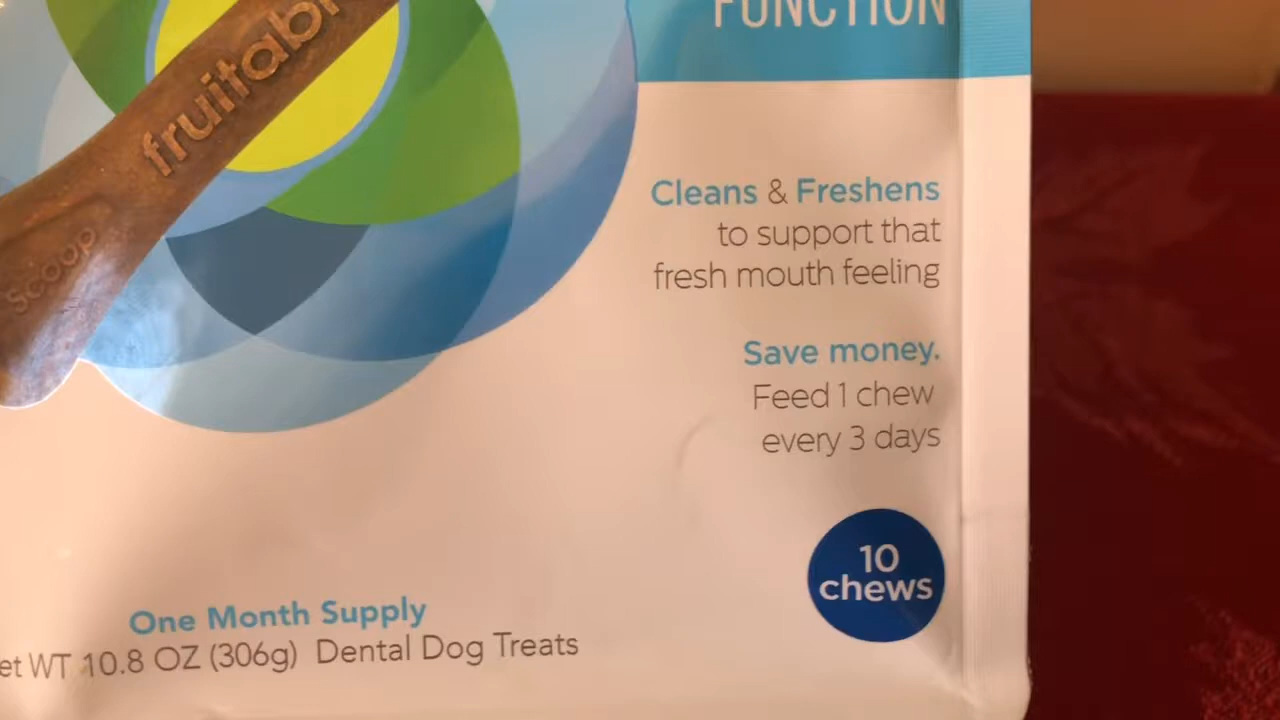 FUNCTION
fruitab
scoop
Cleans & Freshens
to support that
fresh mouth feeling
Save money.
Feed 1 chew
every 3 days
10
chews
One Month Supply
et WT 10.8 OZ (306g) Dental Dog Treats